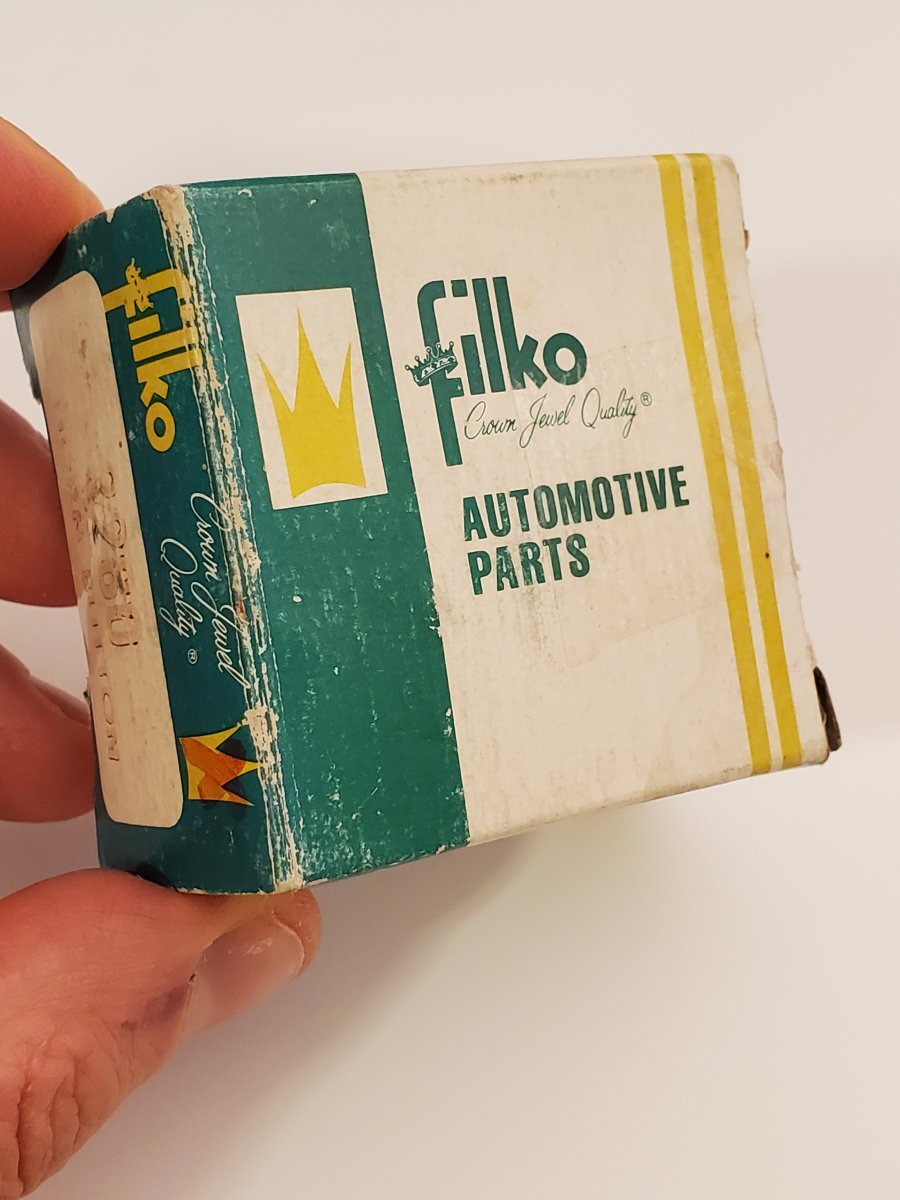 filko
Crown Jewel Quality®
AUTOMOTIVE
PARTS
filko
Crown Jewel
Quality®